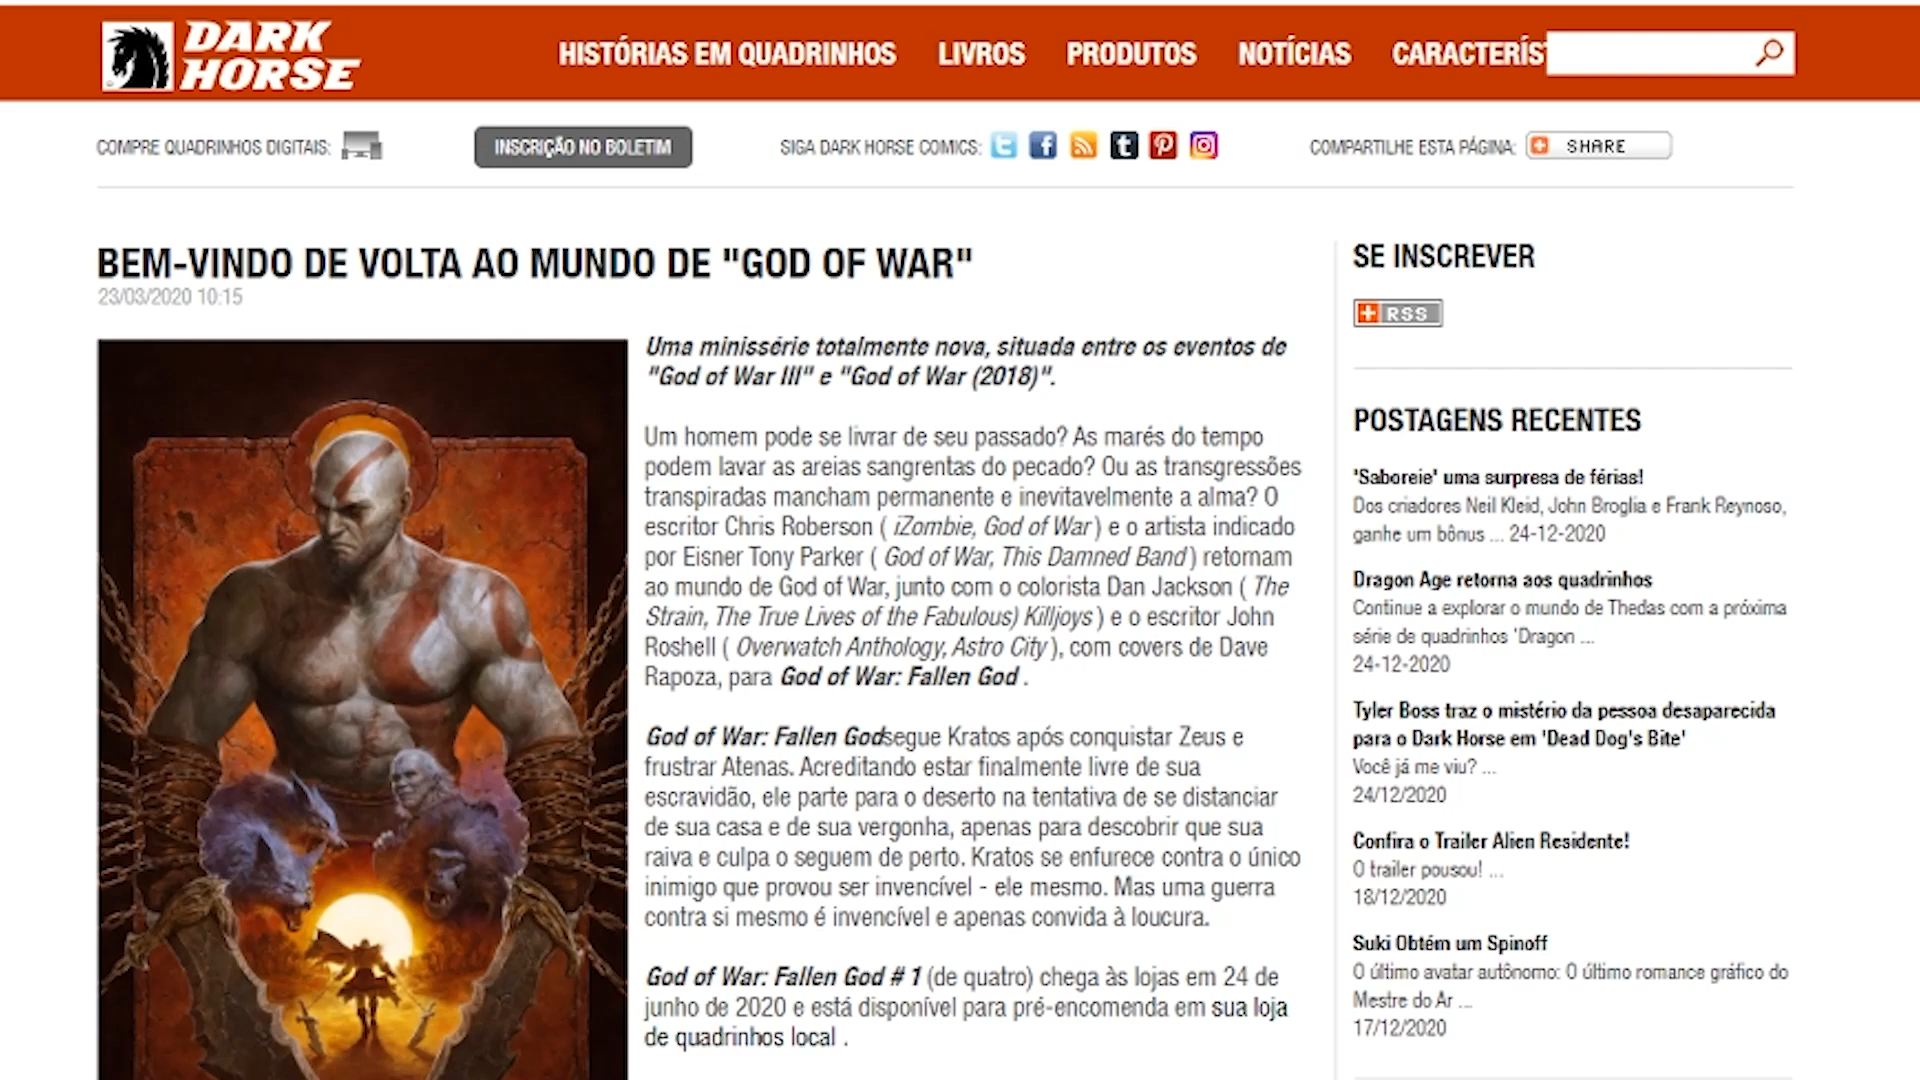 DARK
HORSE
HISTÓRIAS EM QUADRINHOS LIVROS PRODUTOS NOTÍCIAS CARACTERÍST
COMPRE QUADRINHOS DIGITAIS: INSCRIÇÃO NO BOLETIM SIGA DARK HORSE COMICS: COMPARTILHE ESTA PÁGINA: SHARE
BEM-VINDO DE VOLTA AO MUNDO DE "GOD OF WAR"
23/03/2020 10:15
Uma minissérie totalmente nova, situada entre os eventos de
"God of War III" e "God of War (2018)".
Um homem pode se livrar de seu passado? As marés do tempo
podem lavar as areias sangrentas do pecado? Ou as transgressões
transpiradas mancham permanente e inevitavelmente a alma? O
escritor Chris Roberson ( iZombie, God of War ) e o artista indicado
por Eisner Tony Parker ( God of War, This Damned Band ) retornam
ao mundo de God of War, junto com o colorista Dan Jackson ( The
Strain, The True Lives of the Fabulous) Killjoys ) e o escritor John
Roshell ( Overwatch Anthology, Astro City ), com covers de Dave
Rapoza, para God of War: Fallen God .
God of War: Fallen Godsegue Kratos após conquistar Zeus e
frustrar Atenas. Acreditando estar finalmente livre de sua
escravidão, ele parte para o deserto na tentativa de se distanciar
de sua casa e de sua vergonha, apenas para descobrir que sua
raiva e culpa o seguem de perto. Kratos se enfurece contra o único
inimigo que provou ser invencível - ele mesmo. Mas uma guerra
contra si mesmo é invencível e apenas convida à loucura.
God of War: Fallen God # 1 (de quatro) chega às lojas em 24 de
junho de 2020 e está disponível para pré-encomenda em sua loja
de quadrinhos local .
SE INSCREVER
RSS
POSTAGENS RECENTES
'Saboreie' uma surpresa de férias!
Dos criadores Neil Kleid, John Broglia e Frank Reynoso,
ganhe um bônus ... 24-12-2020
Dragon Age retorna aos quadrinhos
Continue a explorar o mundo de Thedas com a próxima
série de quadrinhos 'Dragon ...
24-12-2020
Tyler Boss traz o mistério da pessoa desaparecida
para o Dark Horse em 'Dead Dog's Bite'
Você já me viu? ...
24/12/2020
Confira o Trailer Alien Residente!
O trailer pousou! ...
18/12/2020
Suki Obtém um Spinoff
O último avatar autônomo: O último romance gráfico do
Mestre do Ar ...
17/12/2020